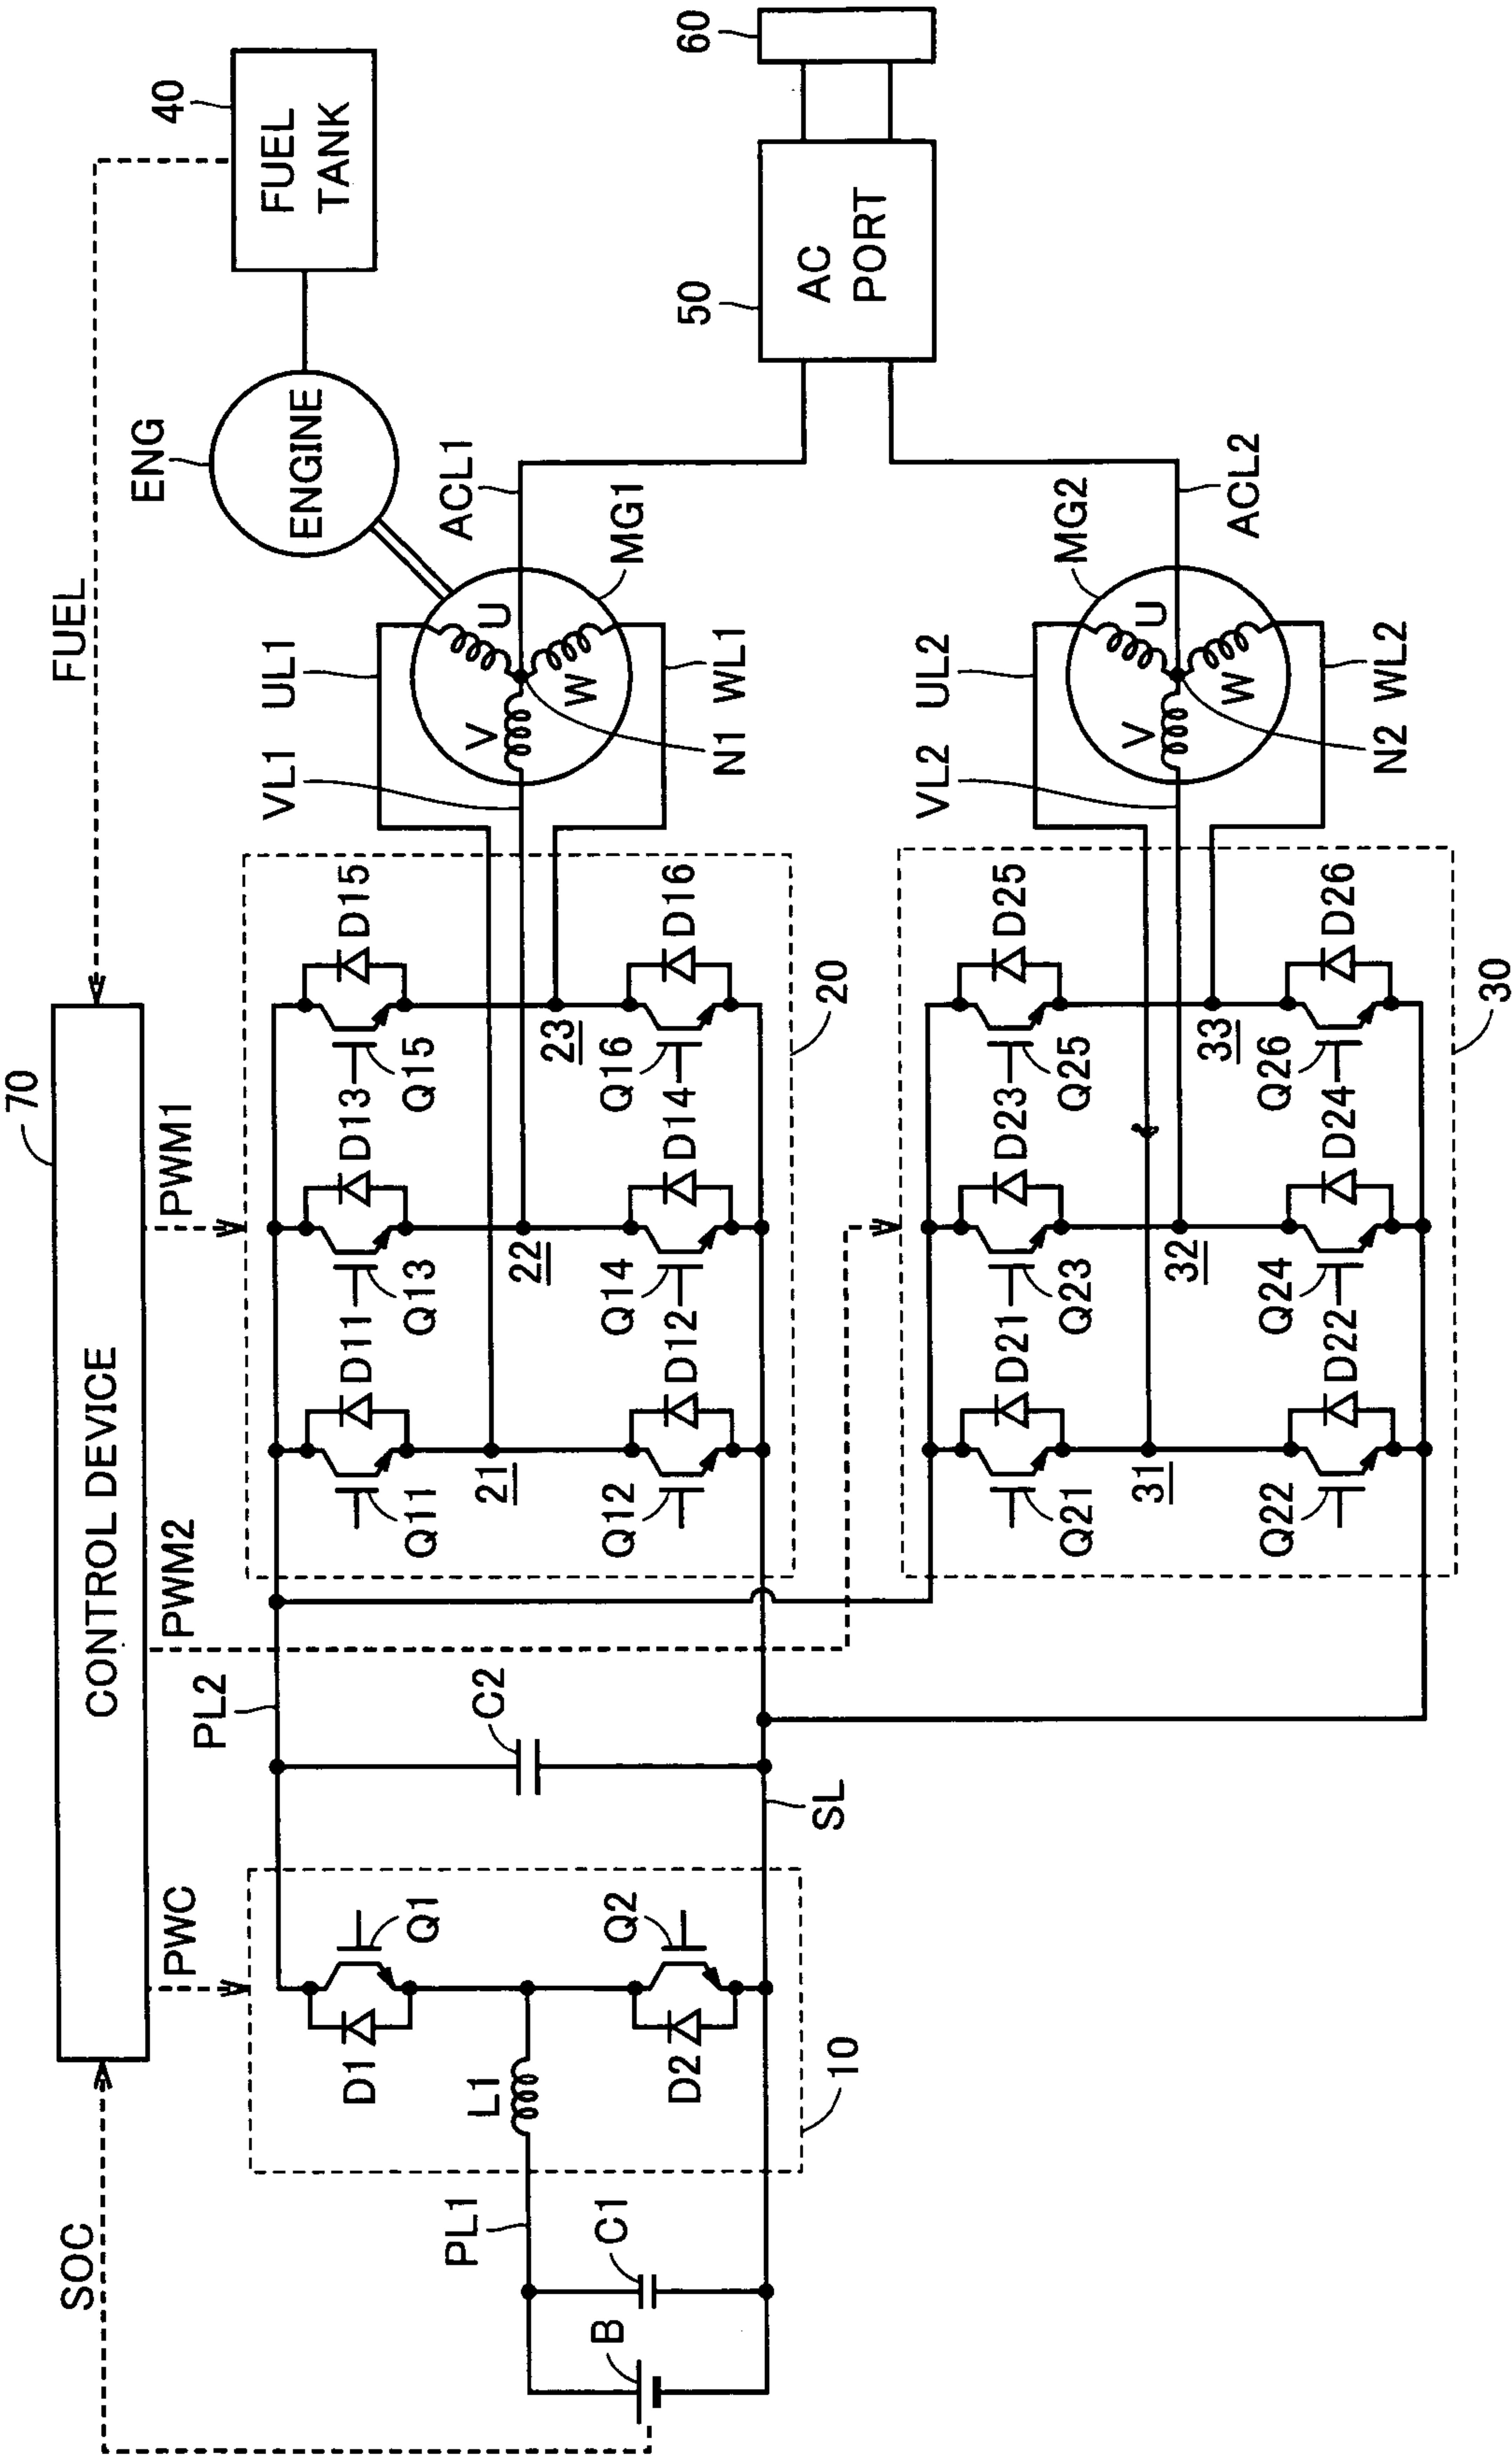 70
CONTROL DEVICE
SOC
FUEL
PWC
PWM2
PWM1
40
FUEL
TANK
ENG
ENGINE
PL2
VL1
UL1
ACL1
D1
Q1
Q11
D11
Q13
D13
Q15
D15
PL1
L1
C2
21
22
23
V
U
W
MG1
N1
WL1
B
C1
D2
Q2
Q12
D12
Q14
D14
Q16
D16
10
SL
20
50
AC
PORT
60
VL2
UL2
MG2
Q21
D21
Q23
D23
Q25
D25
31
32
33
V
U
W
ACL2
Q22
D22
Q24
D24
Q26
D26
N2
WL2
30